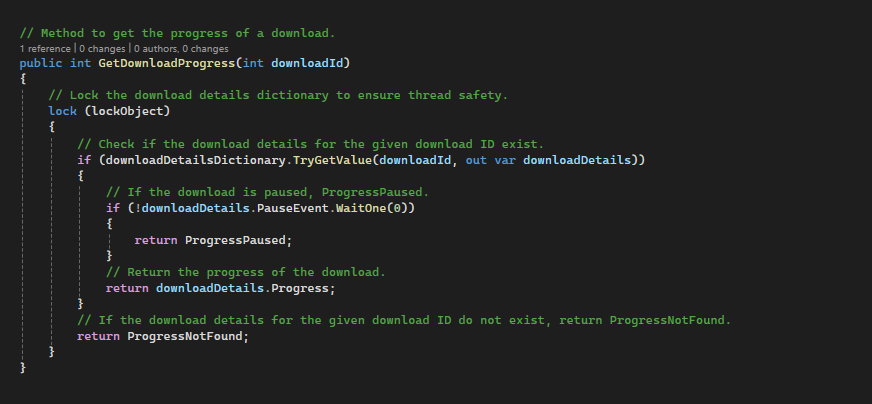 // Method to get the progress of a download.
1 reference | 0 changes | 0 authors, 0 changes
public int GetDownloadProgress(int downloadId)
{
// Lock the download details dictionary to ensure thread safety.
lock (lockObject)
{
// Check if the download details for the given download ID exist.
if (downloadDetailsDictionary.TryGetValue(downloadId, out var downloadDetails))
{
// If the download is paused, ProgressPaused.
if (!downloadDetails.PauseEvent.WaitOne(0))
{
return ProgressPaused;
}
// Return the progress of the download.
return downloadDetails.Progress;
}
// If the download details for the given download ID do not exist, return ProgressNotFound.
return ProgressNotFound;
}
}